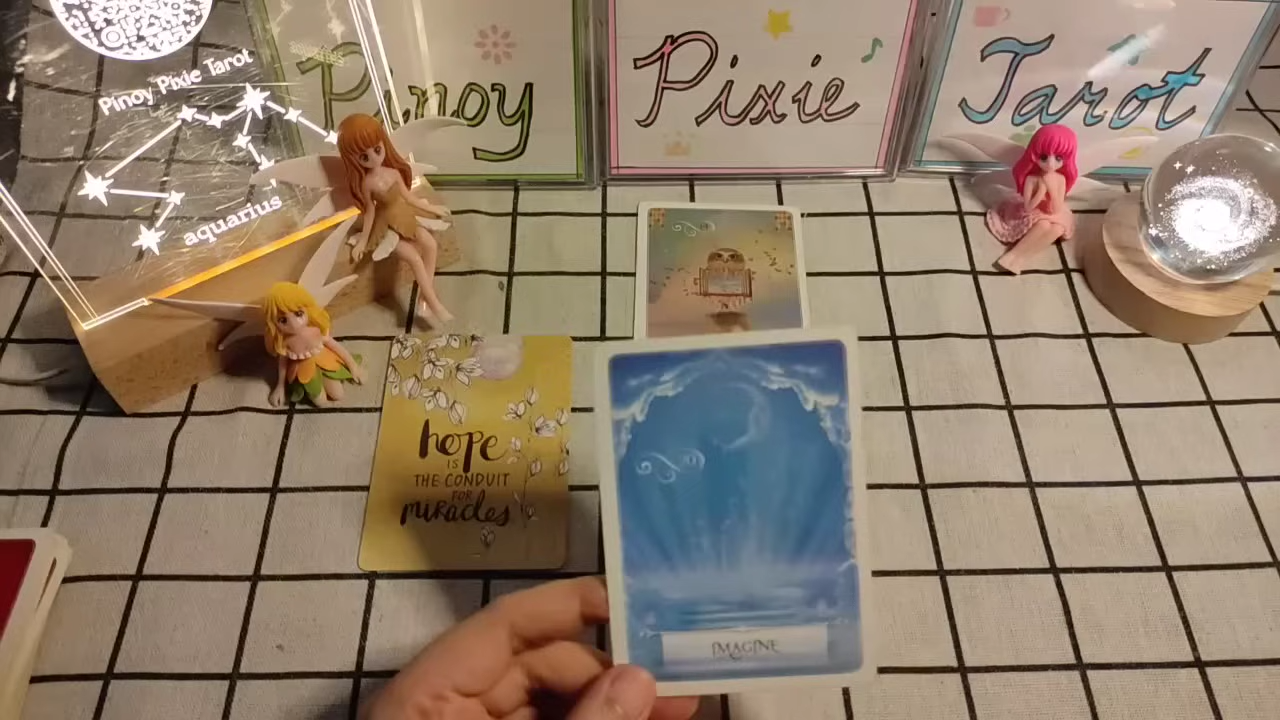 Pinoy Pixie Tarot
aquarius
Pinoy
Pixie
Tarot
hope
IS
THE CONDUIT
FOR
miracles
IMAGINE